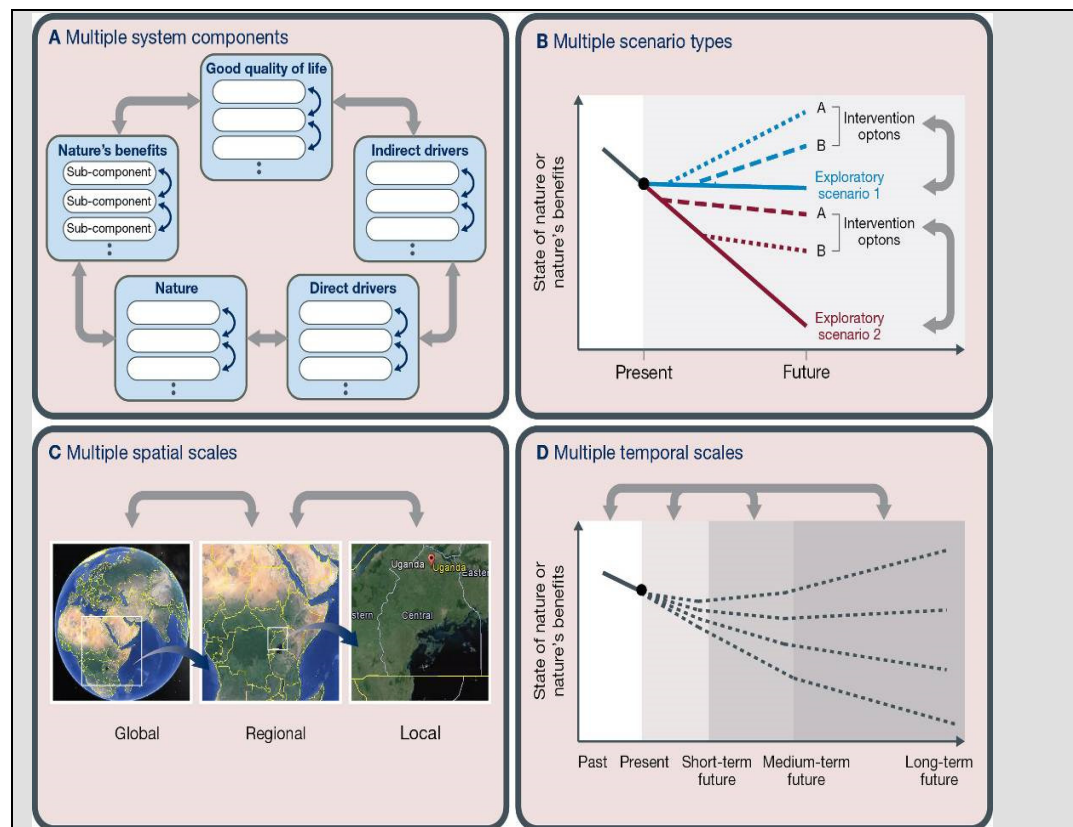 A Multiple system components
Good quality of life
Nature's benefits
Sub-component
Sub-component
Sub-component
Indirect drivers
Nature
Direct drivers
B Multiple scenario types
State of nature or
nature's benefits
A
B
Intervention
optons
Exploratory
scenario 1
A
B
Intervention
optons
Exploratory
scenario 2
Present
Future
C Multiple spatial scales
Uganda
Uganda
Easter
stern
Central
Global
Regional
Local
D Multiple temporal scales
State of nature or
nature's benefits
Past
Present
Short-term
future
Medium-term
future
Long-term
future